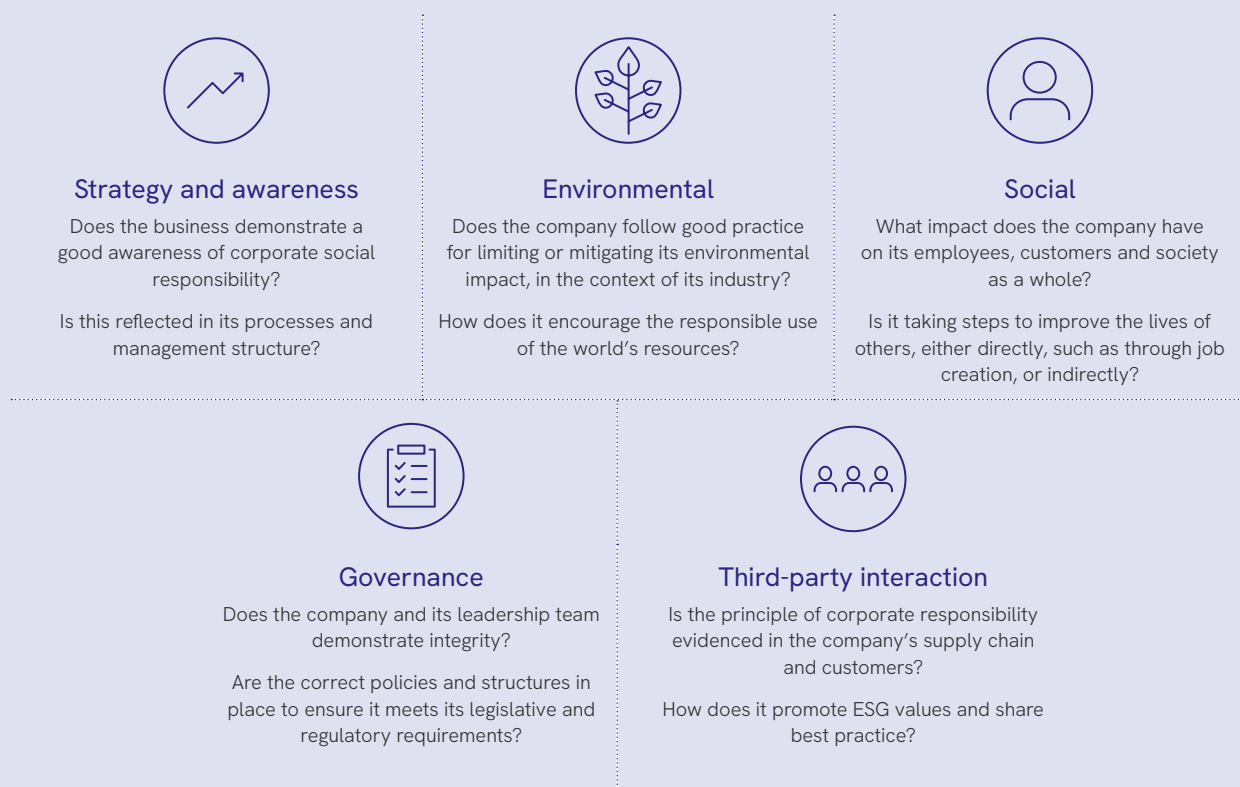 Strategy and awareness
Does the business demonstrate a
good awareness of corporate social
responsibility?
Is this reflected in its processes and
management structure?
Environmental
Does the company follow good practice
for limiting or mitigating its environmental
impact, in the context of its industry?
How does it encourage the responsible use
of the world’s resources?
Social
What impact does the company have
on its employees, customers and society
as a whole?
Is it taking steps to improve the lives of
others, either directly, such as through job
creation, or indirectly?
Governance
Does the company and its leadership team
demonstrate integrity?
Are the correct policies and structures in
place to ensure it meets its legislative and
regulatory requirements?
Third-party interaction
Is the principle of corporate responsibility
evidenced in the company’s supply chain
and customers?
How does it promote ESG values and share
best practice?